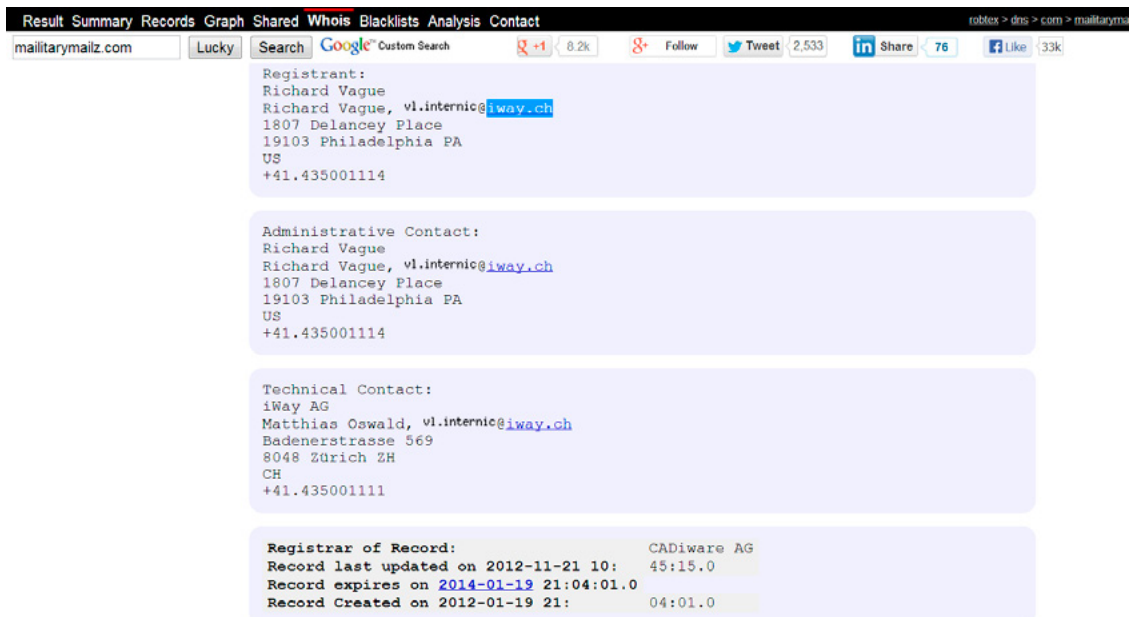 Result Summary Records Graph Shared Whois Blacklists Analysis Contact
robtex > dns > com > mailitaryma
mailitarymailz.com Lucky Search Google™ Custom Search +1 8.2k Follow Tweet 2,533 in Share 76 Like 33k
Registrant:
Richard Vague
Richard Vague, vl.internic@iway.ch
1807 Delancey Place
19103 Philadelphia PA
US
+41.435001114
Administrative Contact:
Richard Vague
Richard Vague, vl.internic@iway.ch
1807 Delancey Place
19103 Philadelphia PA
US
+41.435001114
Technical Contact:
iWay AG
Matthias Oswald, vl.internic@iway.ch
Badenerstrasse 569
8048 Zürich ZH
CH
+41.435001111
Registrar of Record: CADiware AG
Record last updated on 2012-11-21 10: 45:15.0
Record expires on 2014-01-19 21:04:01.0
Record Created on 2012-01-19 21: 04:01.0